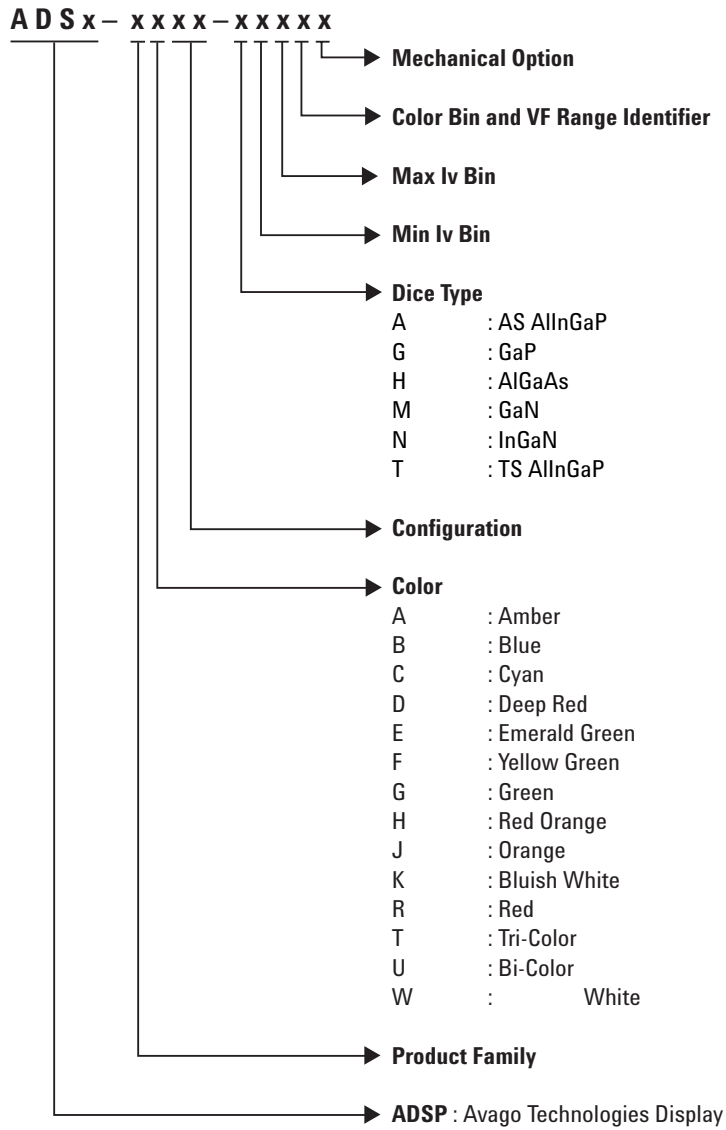 A D S x – x x x x – x x x x x
Mechanical Option
Color Bin and VF Range Identifier
Max Iv Bin
Min Iv Bin
Dice Type
A : AS AlInGaP
G : GaP
H : AlGaAs
M : GaN
N : InGaN
T : TS AlInGaP
Configuration
Color
A : Amber
B : Blue
C : Cyan
D : Deep Red
E : Emerald Green
F : Yellow Green
G : Green
H : Red Orange
J : Orange
K : Bluish White
R : Red
T : Tri-Color
U : Bi-Color
W : White
Product Family
ADSP : Avago Technologies Display